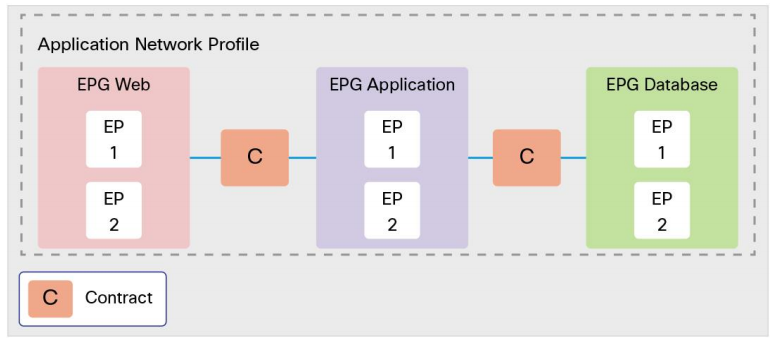 Application Network Profile
EPG Web
EP
1
EP
2
C
EPG Application
EP
1
EP
2
C
EPG Database
EP
1
EP
2
C Contract